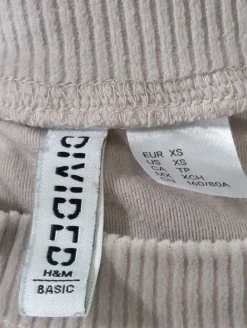 DIVIDED
H&M
BASIC
EUR XS
US XS
CA TP
MX XCH
CN 160/80A